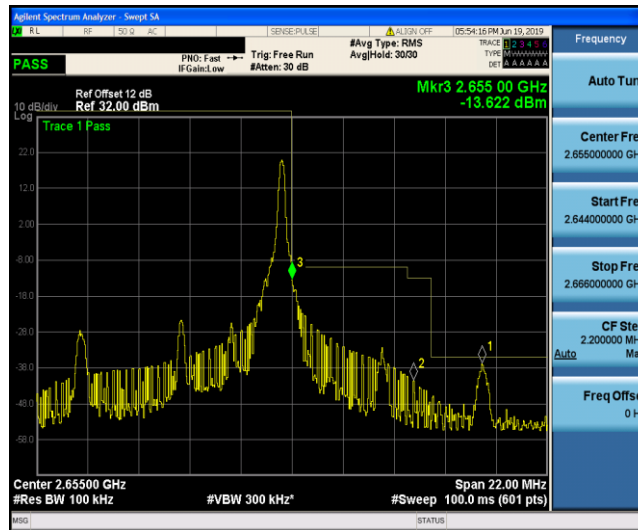 Agilent Spectrum Analyzer - Swept SA
RL RF 50 Ω AC SENSE:PULSE ALIGN OFF 05:54:16 PM Jun 19, 2019
#Avg Type: RMS
Avg|Hold: 30/30
TRACE 1 2 3 4 5 6
TYPE M
DET A A A A A A
PASS
PNO: Fast
IFGain:Low
Trig: Free Run
#Atten: 30 dB
Ref Offset 12 dB
Ref 32.00 dBm
Mkr3 2.655 00 GHz
-13.622 dBm
10 dB/div
Log
Trace 1 Pass
22.0
12.0
2.00
-8.00
-18.0
-28.0
-38.0
-48.0
-58.0
3
2
1
Center 2.65500 GHz
Span 22.00 MHz
#Res BW 100 kHz
#VBW 300 kHz*
#Sweep 100.0 ms (601 pts)
MSG
STATUS
Frequency
Auto Tun
Center Fre
2.655000000 GH
Start Fre
2.644000000 GH
Stop Fre
2.666000000 GH
CF Ste
2.200000 MH
Auto Ma
Freq Offse
0 H